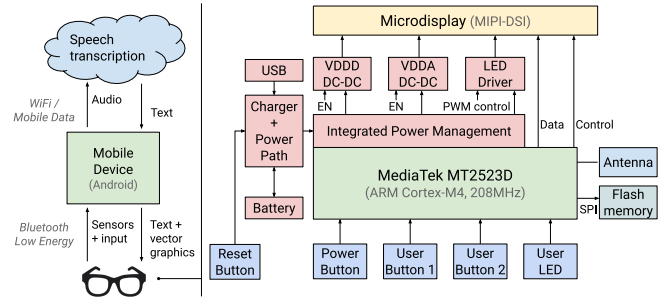 Speech
transcription
WiFi /
Mobile Data
Audio
Text
Mobile
Device
(Android)
Bluetooth
Low Energy
Sensors
+ input
Text +
vector
graphics
Microdisplay (MIPI-DSI)
USB
VDDD
DC-DC
VDDA
DC-DC
LED
Driver
Charger
+
Power
Path
EN
EN
PWM control
Integrated Power Management
Data
Control
MediaTek MT2523D
(ARM Cortex-M4, 208MHz)
Antenna
Battery
SPI
Flash
memory
Reset
Button
Power
Button
User
Button 1
User
Button 2
User
LED